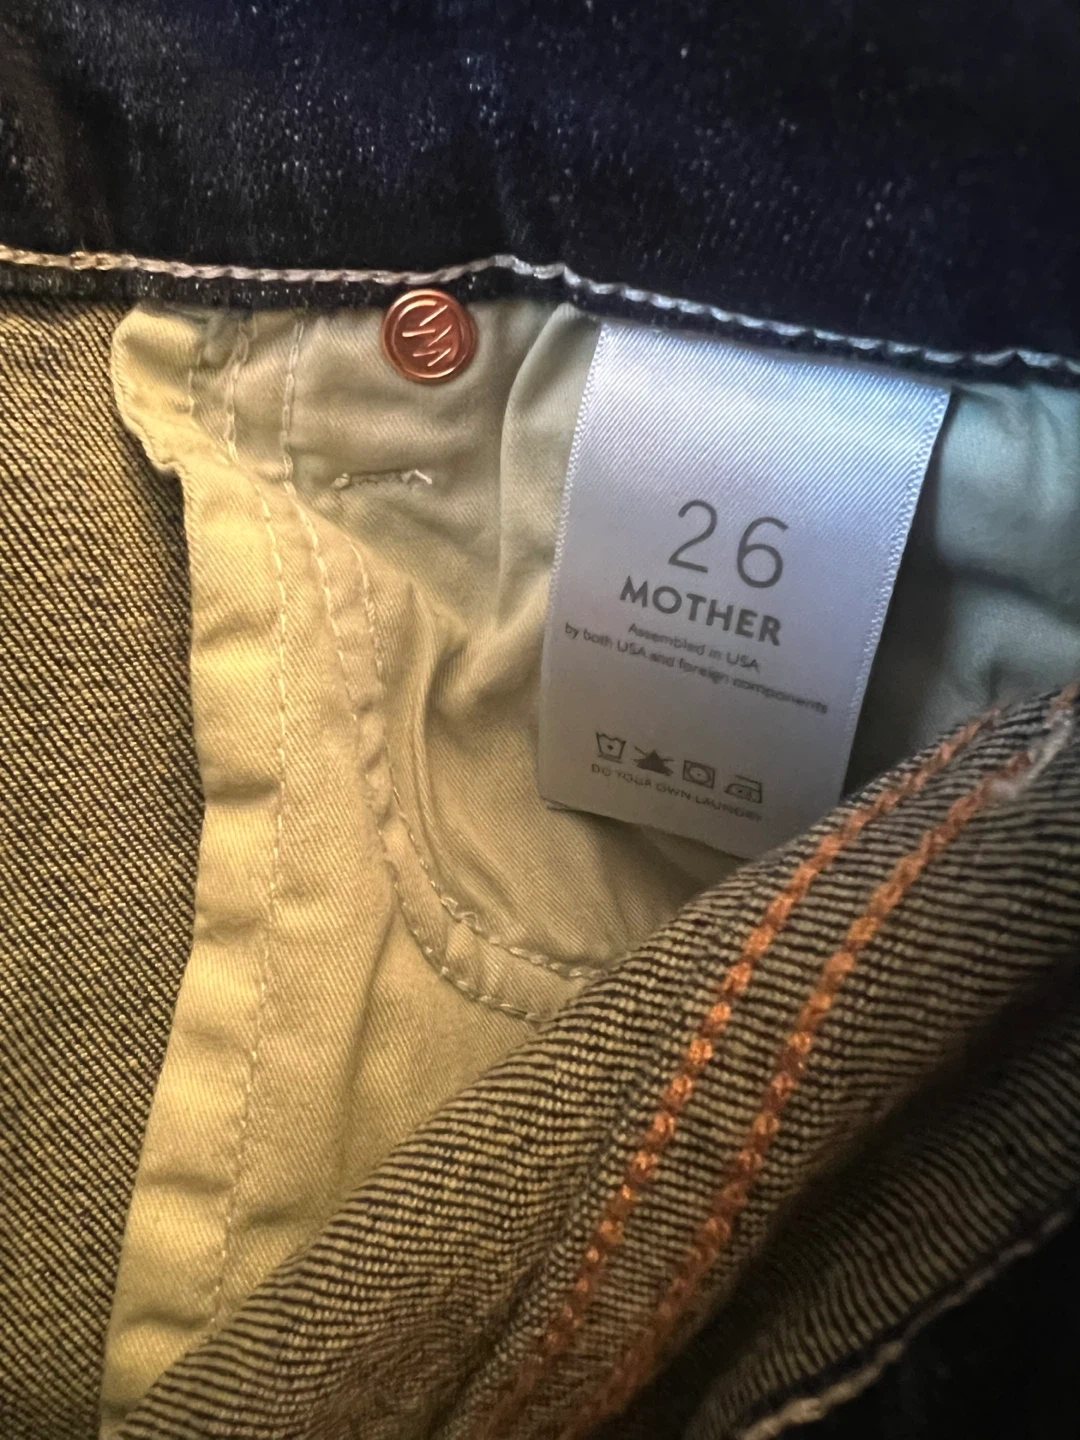 26
MOTHER
Assembled in USA
by both USA and foreign components
DO YOUR OWN LAUNDRY